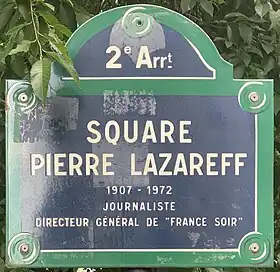 2e Arrt
SQUARE
PIERRE LAZAREFF
1907 - 1972
JOURNALISTE
DIRECTEUR GÉNÉRAL DE "FRANCE SOIR"